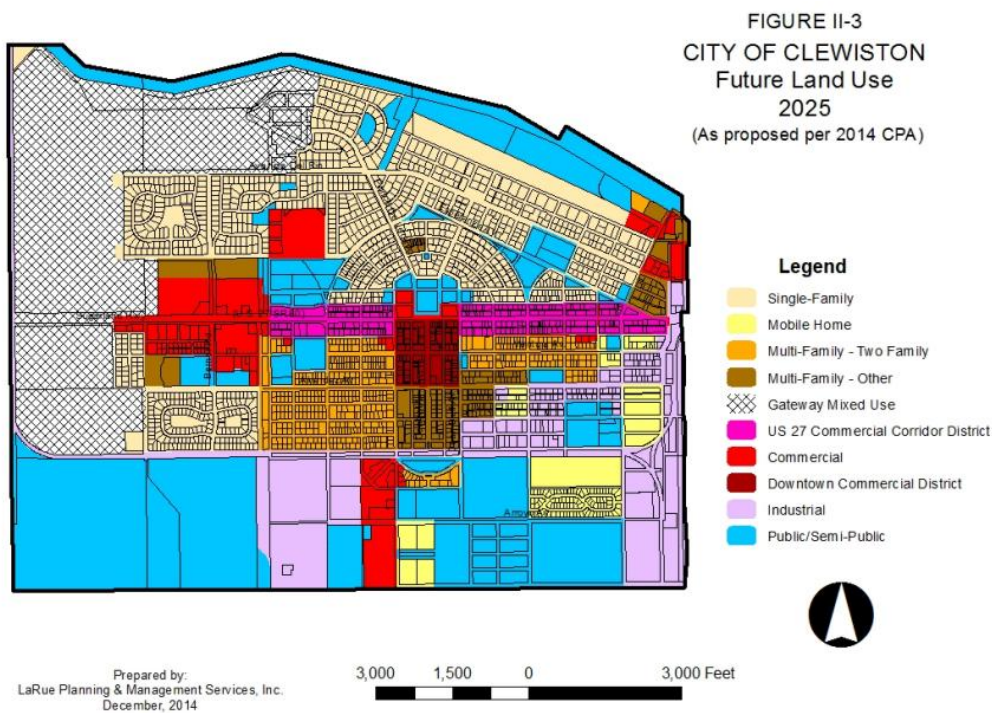 FIGURE II-3
CITY OF CLEWISTON
Future Land Use
2025
(As proposed per 2014 CPA)
Legend
Single-Family
Mobile Home
Multi-Family - Two Family
Multi-Family - Other
Gateway Mixed Use
US 27 Commercial Corridor District
Commercial
Downtown Commercial District
Industrial
Public/Semi-Public
Prepared by:
LaRue Planning & Management Services, Inc.
December, 2014
3,000 1,500 0 3,000 Feet